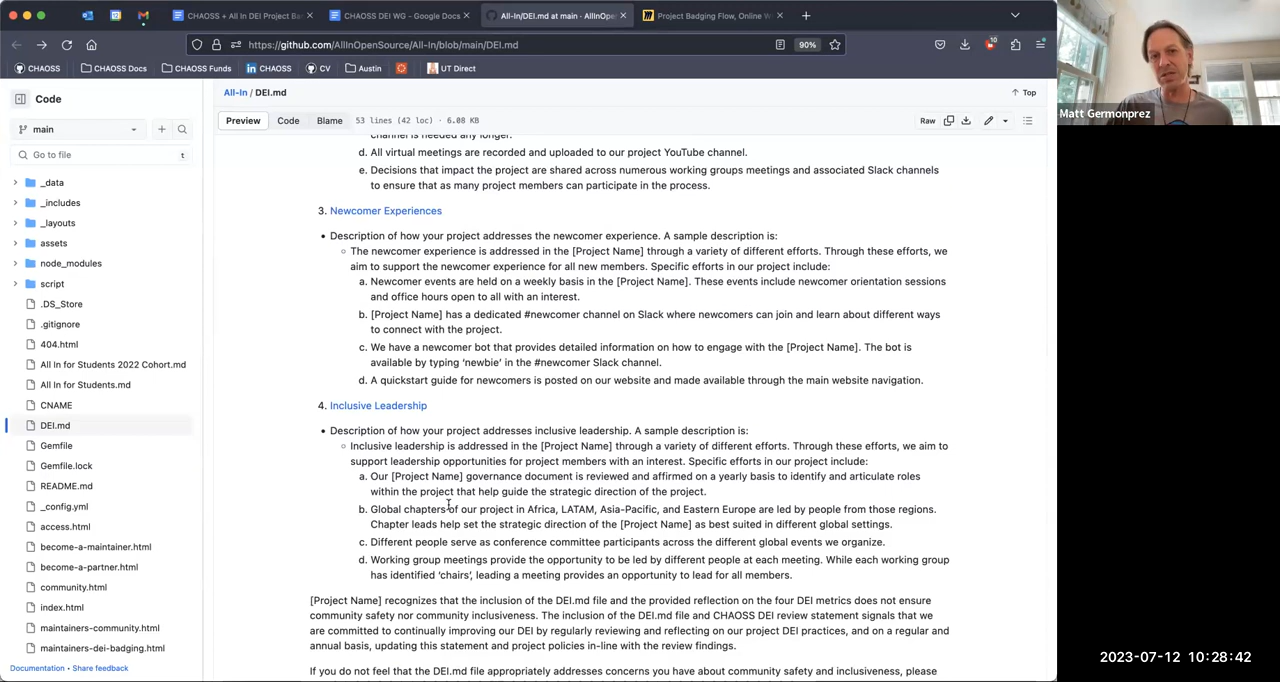 CHAOSS + All In DEI Project Ba
CHAOSS DEI WG - Google Docs
All-In/DEI.md at main · AllInOpe
Project Badging Flow, Online W
https://github.com/AllInOpenSource/All-In/blob/main/DEI.md
90%
10
CHAOSS
CHAOSS Docs
CHAOSS Funds
CHAOSS
CV
Austin
UT Direct
Matt Germonprez
Code
All-In / DEI.md
Top
main
Preview
Code
Blame
53 lines (42 loc) · 6.08 KB
Raw
Go to file
t
_data
_includes
_layouts
assets
node_modules
script
.DS_Store
.gitignore
404.html
All In for Students 2022 Cohort.md
All In for Students.md
CNAME
DEI.md
Gemfile
Gemfile.lock
README.md
_config.yml
access.html
become-a-maintainer.html
become-a-partner.html
community.html
index.html
maintainers-community.html
maintainers-dei-badging.html
Documentation • Share feedback
channel is needed any longer.
d. All virtual meetings are recorded and uploaded to our project YouTube channel.
e. Decisions that impact the project are shared across numerous working groups meetings and associated Slack channels
to ensure that as many project members can participate in the process.
3. Newcomer Experiences
• Description of how your project addresses the newcomer experience. A sample description is:
◦ The newcomer experience is addressed in the [Project Name] through a variety of different efforts. Through these efforts, we
aim to support the newcomer experience for all new members. Specific efforts in our project include:
a. Newcomer events are held on a weekly basis in the [Project Name]. These events include newcomer orientation sessions
and office hours open to all with an interest.
b. [Project Name] has a dedicated #newcomer channel on Slack where newcomers can join and learn about different ways
to connect with the project.
c. We have a newcomer bot that provides detailed information on how to engage with the [Project Name]. The bot is
available by typing ‘newbie’ in the #newcomer Slack channel.
d. A quickstart guide for newcomers is posted on our website and made available through the main website navigation.
4. Inclusive Leadership
• Description of how your project addresses inclusive leadership. A sample description is:
◦ Inclusive leadership is addressed in the [Project Name] through a variety of different efforts. Through these efforts, we aim to
support leadership opportunities for project members with an interest. Specific efforts in our project include:
a. Our [Project Name] governance document is reviewed and affirmed on a yearly basis to identify and articulate roles
within the project that help guide the strategic direction of the project.
b. Global chapters of our project in Africa, LATAM, Asia-Pacific, and Eastern Europe are led by people from those regions.
Chapter leads help set the strategic direction of the [Project Name] as best suited in different global settings.
c. Different people serve as conference committee participants across the different global events we organize.
d. Working group meetings provide the opportunity to be led by different people at each meeting. While each working group
has identified ‘chairs’, leading a meeting provides an opportunity to lead for all members.
[Project Name] recognizes that the inclusion of the DEI.md file and the provided reflection on the four DEI metrics does not ensure
community safety nor community inclusiveness. The inclusion of the DEI.md file and CHAOSS DEI review statement signals that we
are committed to continually improving our DEI by regularly reviewing and reflecting on our project DEI practices, and on a regular and
annual basis, updating this statement and project policies in-line with the review findings.
If you do not feel that the DEI.md file appropriately addresses concerns you have about community safety and inclusiveness, please
2023-07-12 10:28:42